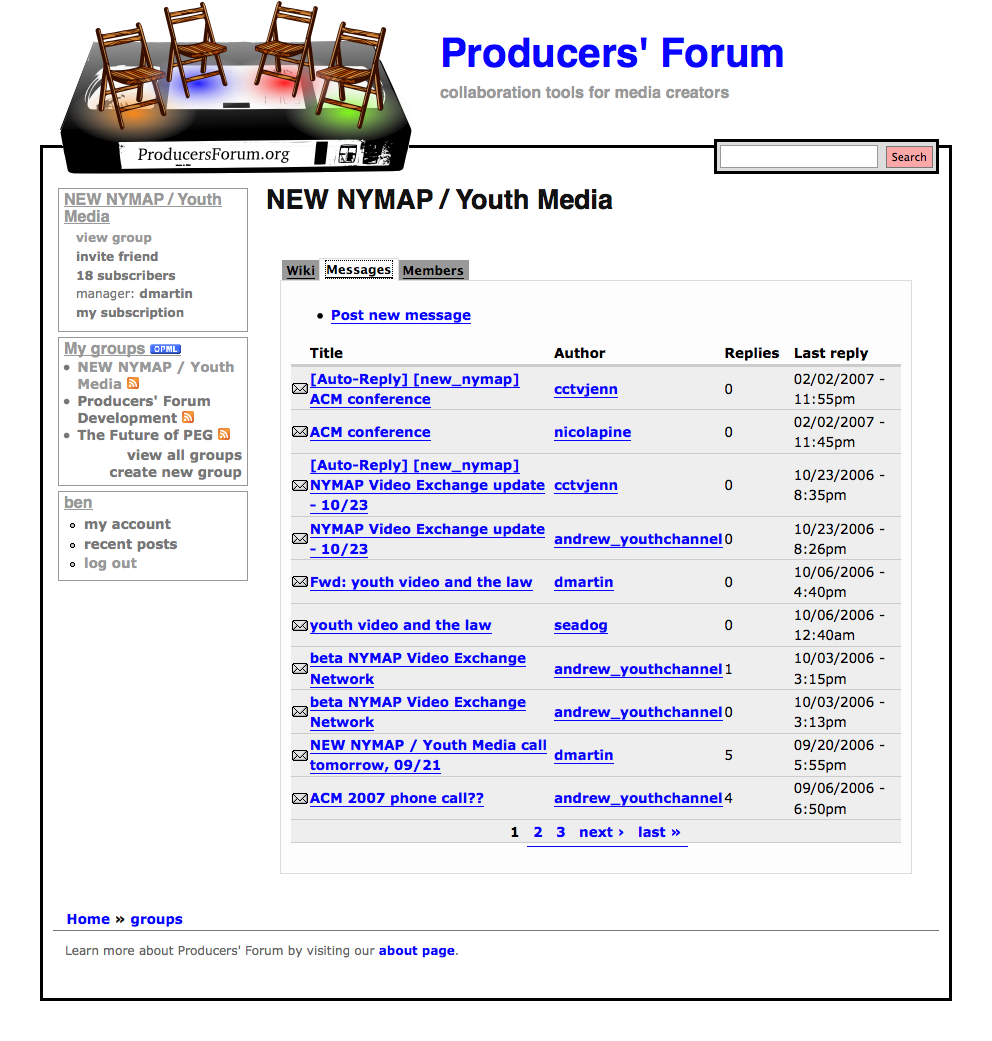 Producers' Forum
collaboration tools for media creators
ProducersForum.org
Search
NEW NYMAP / Youth
Media
view group
invite friend
18 subscribers
manager: dmartin
my subscription
My groups OPML
NEW NYMAP / Youth
Media
Producers' Forum
Development
The Future of PEG
view all groups
create new group
ben
my account
recent posts
log out
NEW NYMAP / Youth Media
Wiki Messages Members
• Post new message
Title Author Replies Last reply
[Auto-Reply] [new_nymap]
ACM conference
cctvjenn
0
02/02/2007 -
11:55pm
ACM conference
nicolapine
0
02/02/2007 -
11:45pm
[Auto-Reply] [new_nymap]
NYMAP Video Exchange update
- 10/23
cctvjenn
0
10/23/2006 -
8:35pm
NYMAP Video Exchange update
- 10/23
andrew_youthchannel
0
10/23/2006 -
8:26pm
Fwd: youth video and the law
dmartin
0
10/06/2006 -
4:40pm
youth video and the law
seadog
0
10/06/2006 -
12:40am
beta NYMAP Video Exchange
Network
andrew_youthchannel
1
10/03/2006 -
3:15pm
beta NYMAP Video Exchange
Network
andrew_youthchannel
0
10/03/2006 -
3:13pm
NEW NYMAP / Youth Media call
tomorrow, 09/21
dmartin
5
09/20/2006 -
5:55pm
ACM 2007 phone call??
andrew_youthchannel
4
09/06/2006 -
6:50pm
1 2 3 next › last »
Home » groups
Learn more about Producers' Forum by visiting our about page.